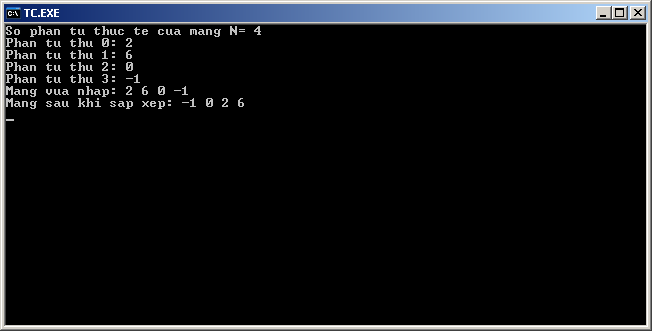 TC.EXE
So phan tu thuc te cua mang N= 4
Phan tu thu 0: 2
Phan tu thu 1: 6
Phan tu thu 2: 0
Phan tu thu 3: -1
Mang vua nhap: 2 6 0 -1
Mang sau khi sap xep: -1 0 2 6